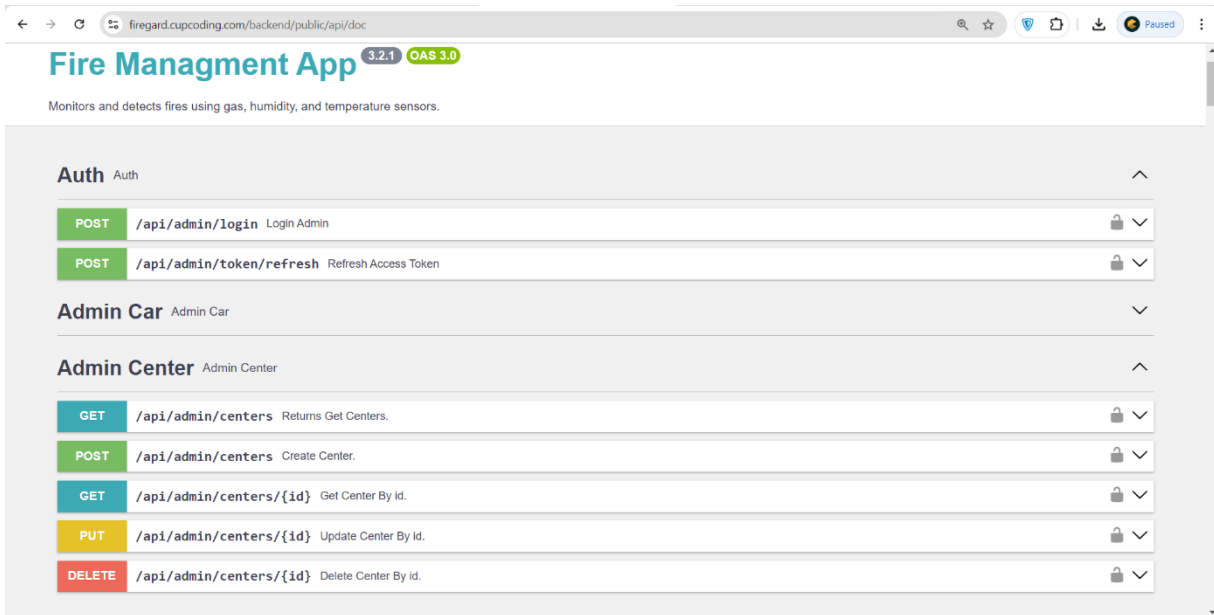 firegard.cupcoding.com/backend/public/api/doc
Paused
Fire Managment App 3.2.1 OAS 3.0
Monitors and detects fires using gas, humidity, and temperature sensors.
Auth Auth
POST /api/admin/login Login Admin
POST /api/admin/token/refresh Refresh Access Token
Admin Car Admin Car
Admin Center Admin Center
GET /api/admin/centers Returns Get Centers.
POST /api/admin/centers Create Center.
GET /api/admin/centers/{id} Get Center By id.
PUT /api/admin/centers/{id} Update Center By id.
DELETE /api/admin/centers/{id} Delete Center By id.